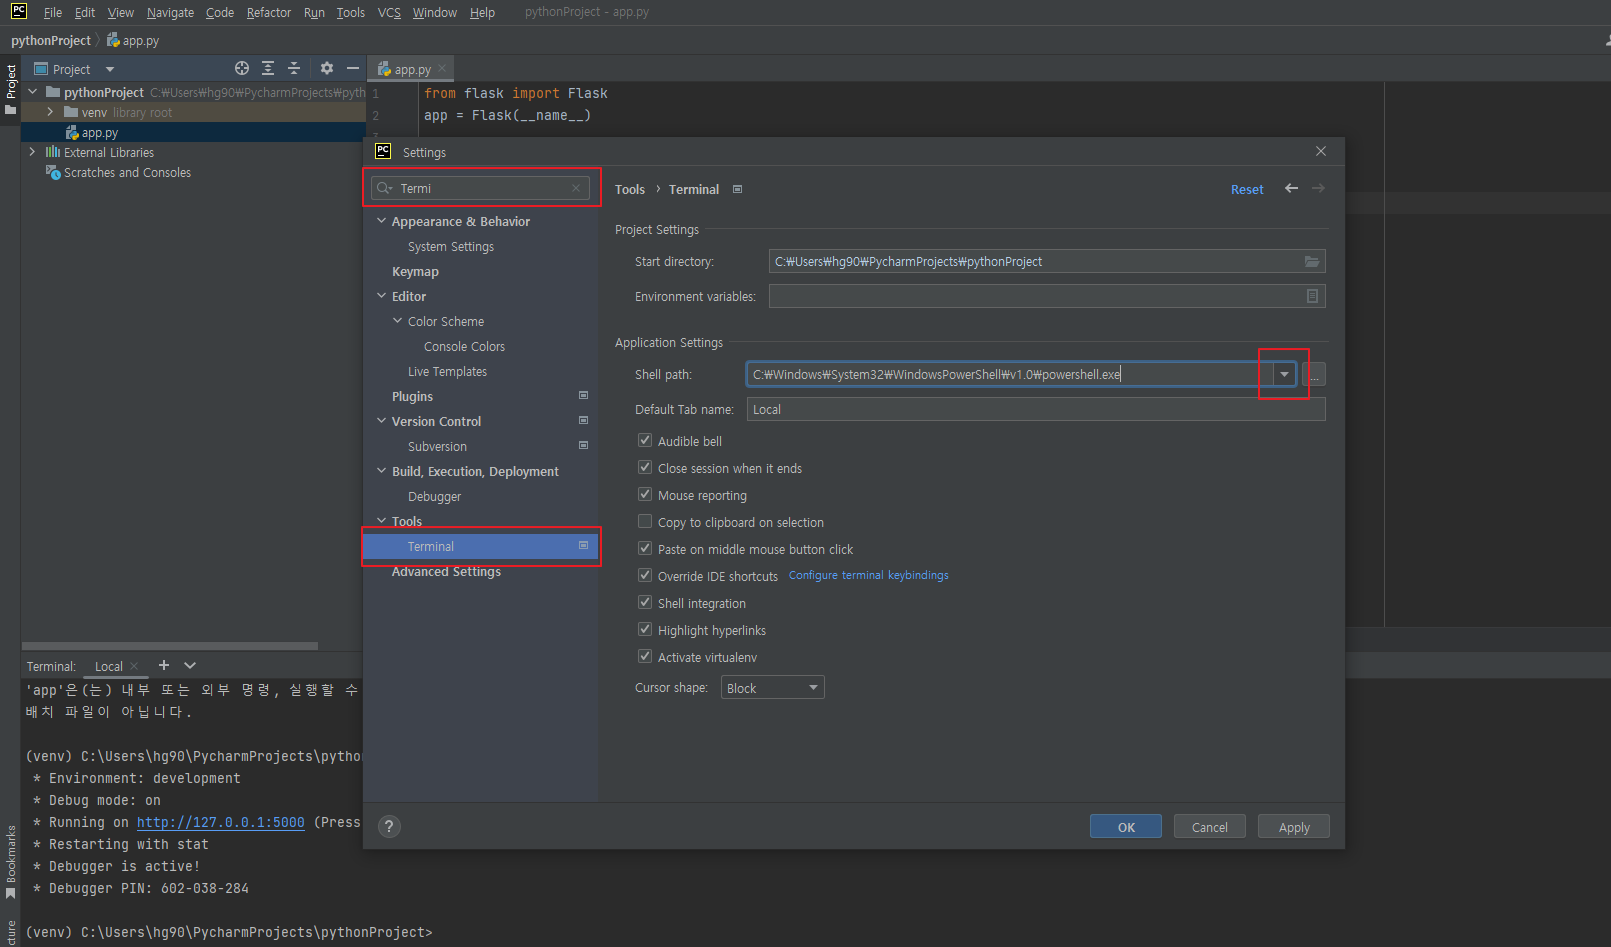 PC File Edit View Navigate Code Refactor Run Tools VCS Window Help pythonProject - app.py
pythonProject app.py
Project
Project
app.py
pythonProject C:₩Users₩hg90₩PycharmProjects₩pyth
venv library root
app.py
External Libraries
Scratches and Consoles
1 from flask import Flask
2 app = Flask(__name__)
3
PC Settings
Termi
Appearance & Behavior
System Settings
Keymap
Editor
Color Scheme
Console Colors
Live Templates
Plugins
Version Control
Subversion
Build, Execution, Deployment
Debugger
Tools
Terminal
Advanced Settings
Tools › Terminal
Reset
Project Settings
Start directory: C:₩Users₩hg90₩PycharmProjects₩pythonProject
Environment variables:
Application Settings
Shell path: C:₩Windows₩System32₩WindowsPowerShell₩v1.0₩powershell.exe ...
Default Tab name: Local
Audible bell
Close session when it ends
Mouse reporting
Copy to clipboard on selection
Paste on middle mouse button click
Override IDE shortcuts Configure terminal keybindings
Shell integration
Highlight hyperlinks
Activate virtualenv
Cursor shape: Block
? OK Cancel Apply
Terminal: Local
'app'은(는) 내부 또는 외부 명령, 실행할 수
배치 파일이 아닙니다.
(venv) C:\Users\hg90\PycharmProjects\pytho
* Environment: development
* Debug mode: on
* Running on http://127.0.0.1:5000 (Press
* Restarting with stat
* Debugger is active!
* Debugger PIN: 602-038-284
(venv) C:\Users\hg90\PycharmProjects\pythonProject>
Bookmarks
cture